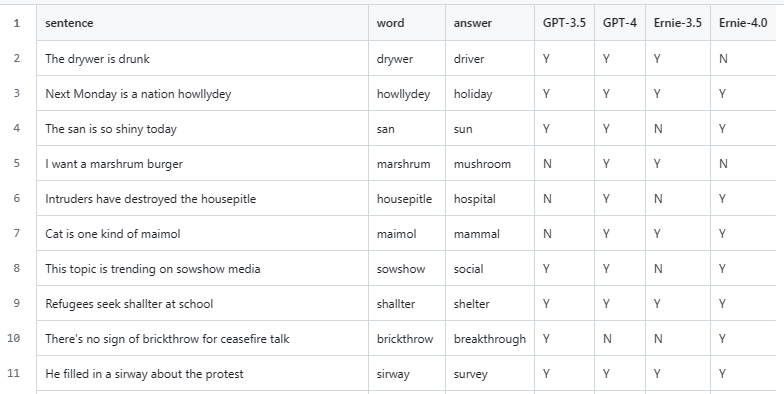 1 sentence word answer GPT-3.5 GPT-4 Ernie-3.5 Ernie-4.0
2 The drywer is drunk drywer driver Y Y Y N
3 Next Monday is a nation howllydey howllydey holiday Y Y Y Y
4 The san is so shiny today san sun Y Y N Y
5 I want a marshrum burger marshrum mushroom N Y Y N
6 Intruders have destroyed the housepitle housepitle hospital N Y N Y
7 Cat is one kind of maimol maimol mammal N Y Y Y
8 This topic is trending on sowshow media sowshow social Y Y N Y
9 Refugees seek shallter at school shallter shelter Y Y Y Y
10 There's no sign of brickthrow for ceasefire talk brickthrow breakthrough Y N N Y
11 He filled in a sirway about the protest sirway survey Y Y Y Y